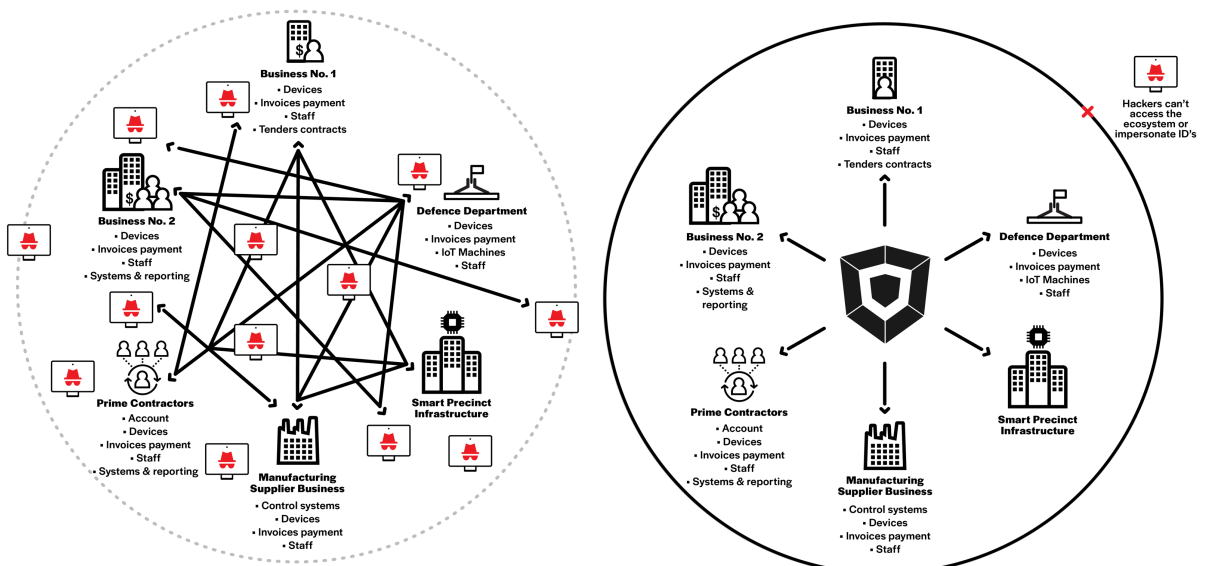 Business No. 1
▪ Devices
▪ Invoices payment
▪ Staff
▪ Tenders contracts
$
Business No. 2
▪ Devices
▪ Invoices payment
▪ Staff
▪ Systems & reporting
$
Defence Department
▪ Devices
▪ Invoices payment
▪ IoT Machines
▪ Staff
Prime Contractors
▪ Account
▪ Devices
▪ Invoices payment
▪ Staff
▪ Systems & reporting
Smart Precinct
Infrastructure
Manufacturing
Supplier Business
▪ Control systems
▪ Devices
▪ Invoices payment
▪ Staff
Business No. 1
▪ Devices
▪ Invoices payment
▪ Staff
▪ Tenders contracts
Hackers can't
access the
ecosystem or
impersonate ID's
$
Business No. 2
▪ Devices
▪ Invoices payment
▪ Staff
▪ Systems &
reporting
Defence Department
▪ Devices
▪ Invoices payment
▪ IoT Machines
▪ Staff
Prime Contractors
▪ Account
▪ Devices
▪ Invoices payment
▪ Staff
▪ Systems & reporting
Smart Precinct
Infrastructure
Manufacturing
Supplier Business
▪ Control systems
▪ Devices
▪ Invoices payment
▪ Staff